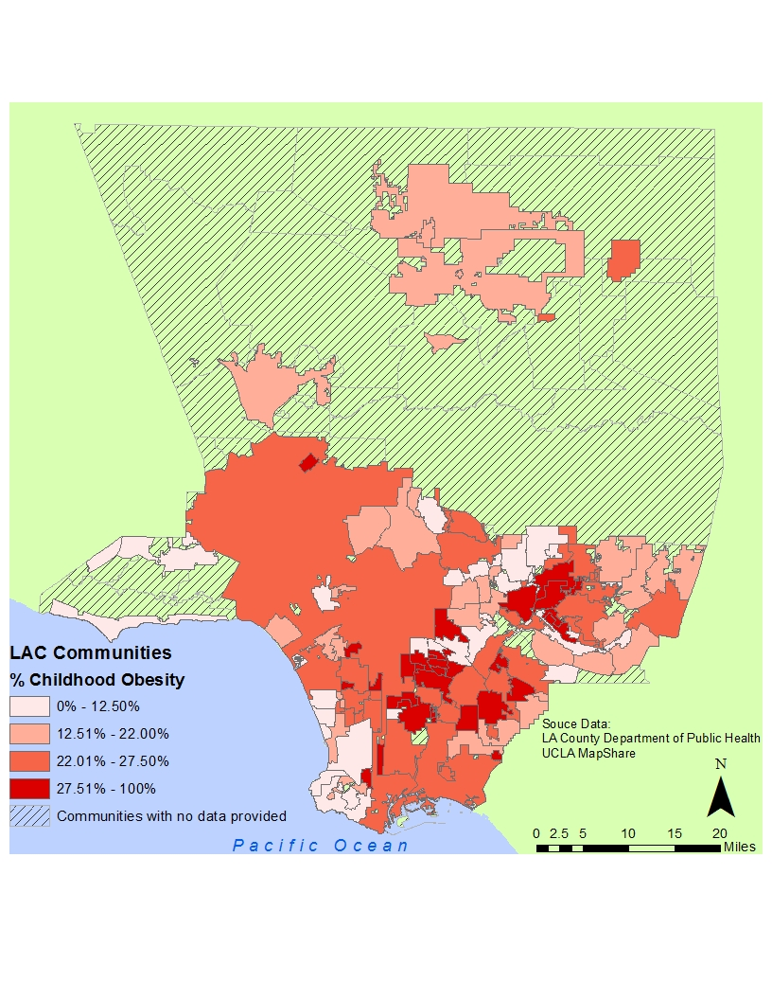 LAC Communities
% Childhood Obesity
0% - 12.50%
12.51% - 22.00%
22.01% - 27.50%
27.51% - 100%
Communities with no data provided
Souce Data:
LA County Department of Public Health
UCLA MapShare
N
0 2.5 5 10 15 20
Miles
Pacific Ocean